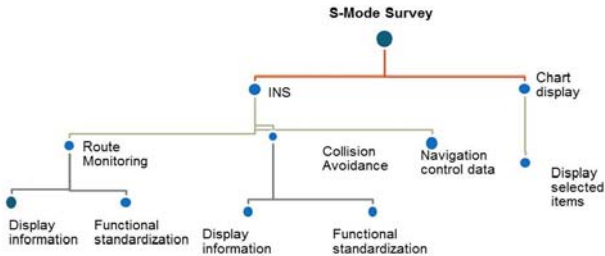 S-Mode Survey
INS
Chart
display
Route
Monitoring
Collision
Avoidance
Navigation
control data
Display
selected
items
Display
information
Functional
standardization
Display
information
Functional
standardization